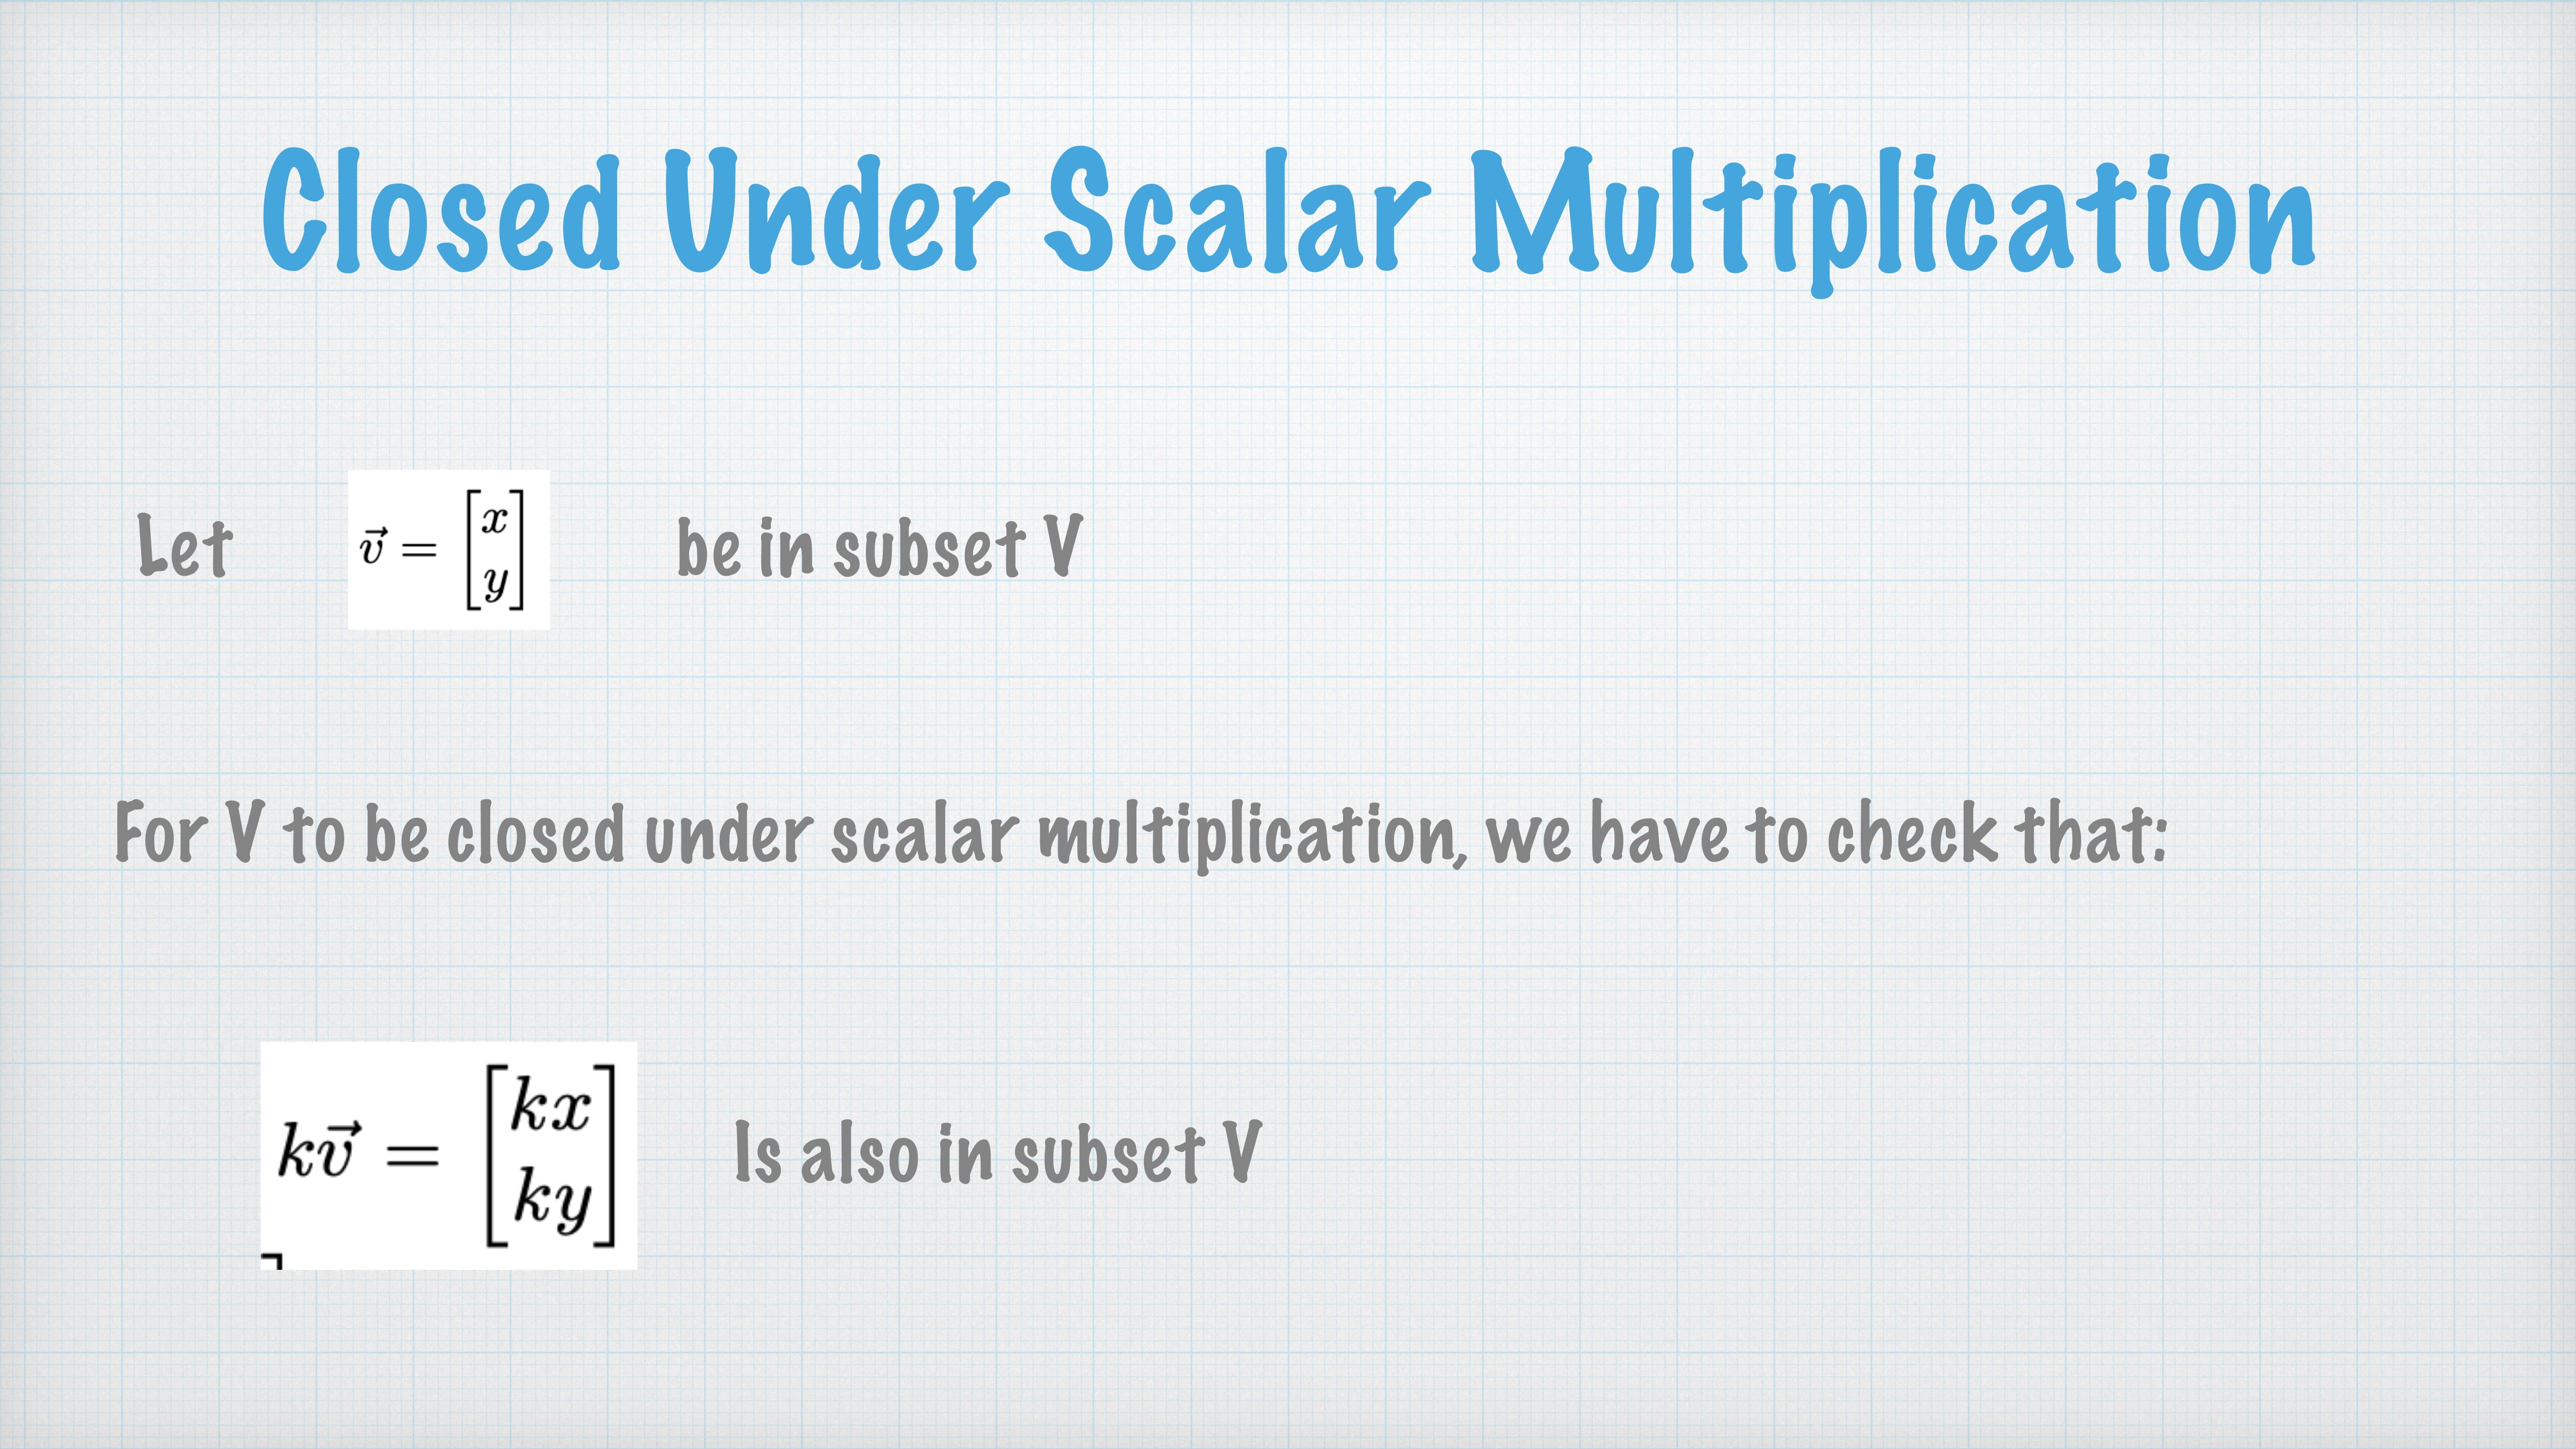 Closed Under Scalar Multiplication
Let $\vec{v} = \begin{bmatrix} x \\ y \end{bmatrix}$ be in subset V
For V to be closed under scalar multiplication, we have to check that:
$k\vec{v} = \begin{bmatrix} kx \\ ky \end{bmatrix}$ Is also in subset V